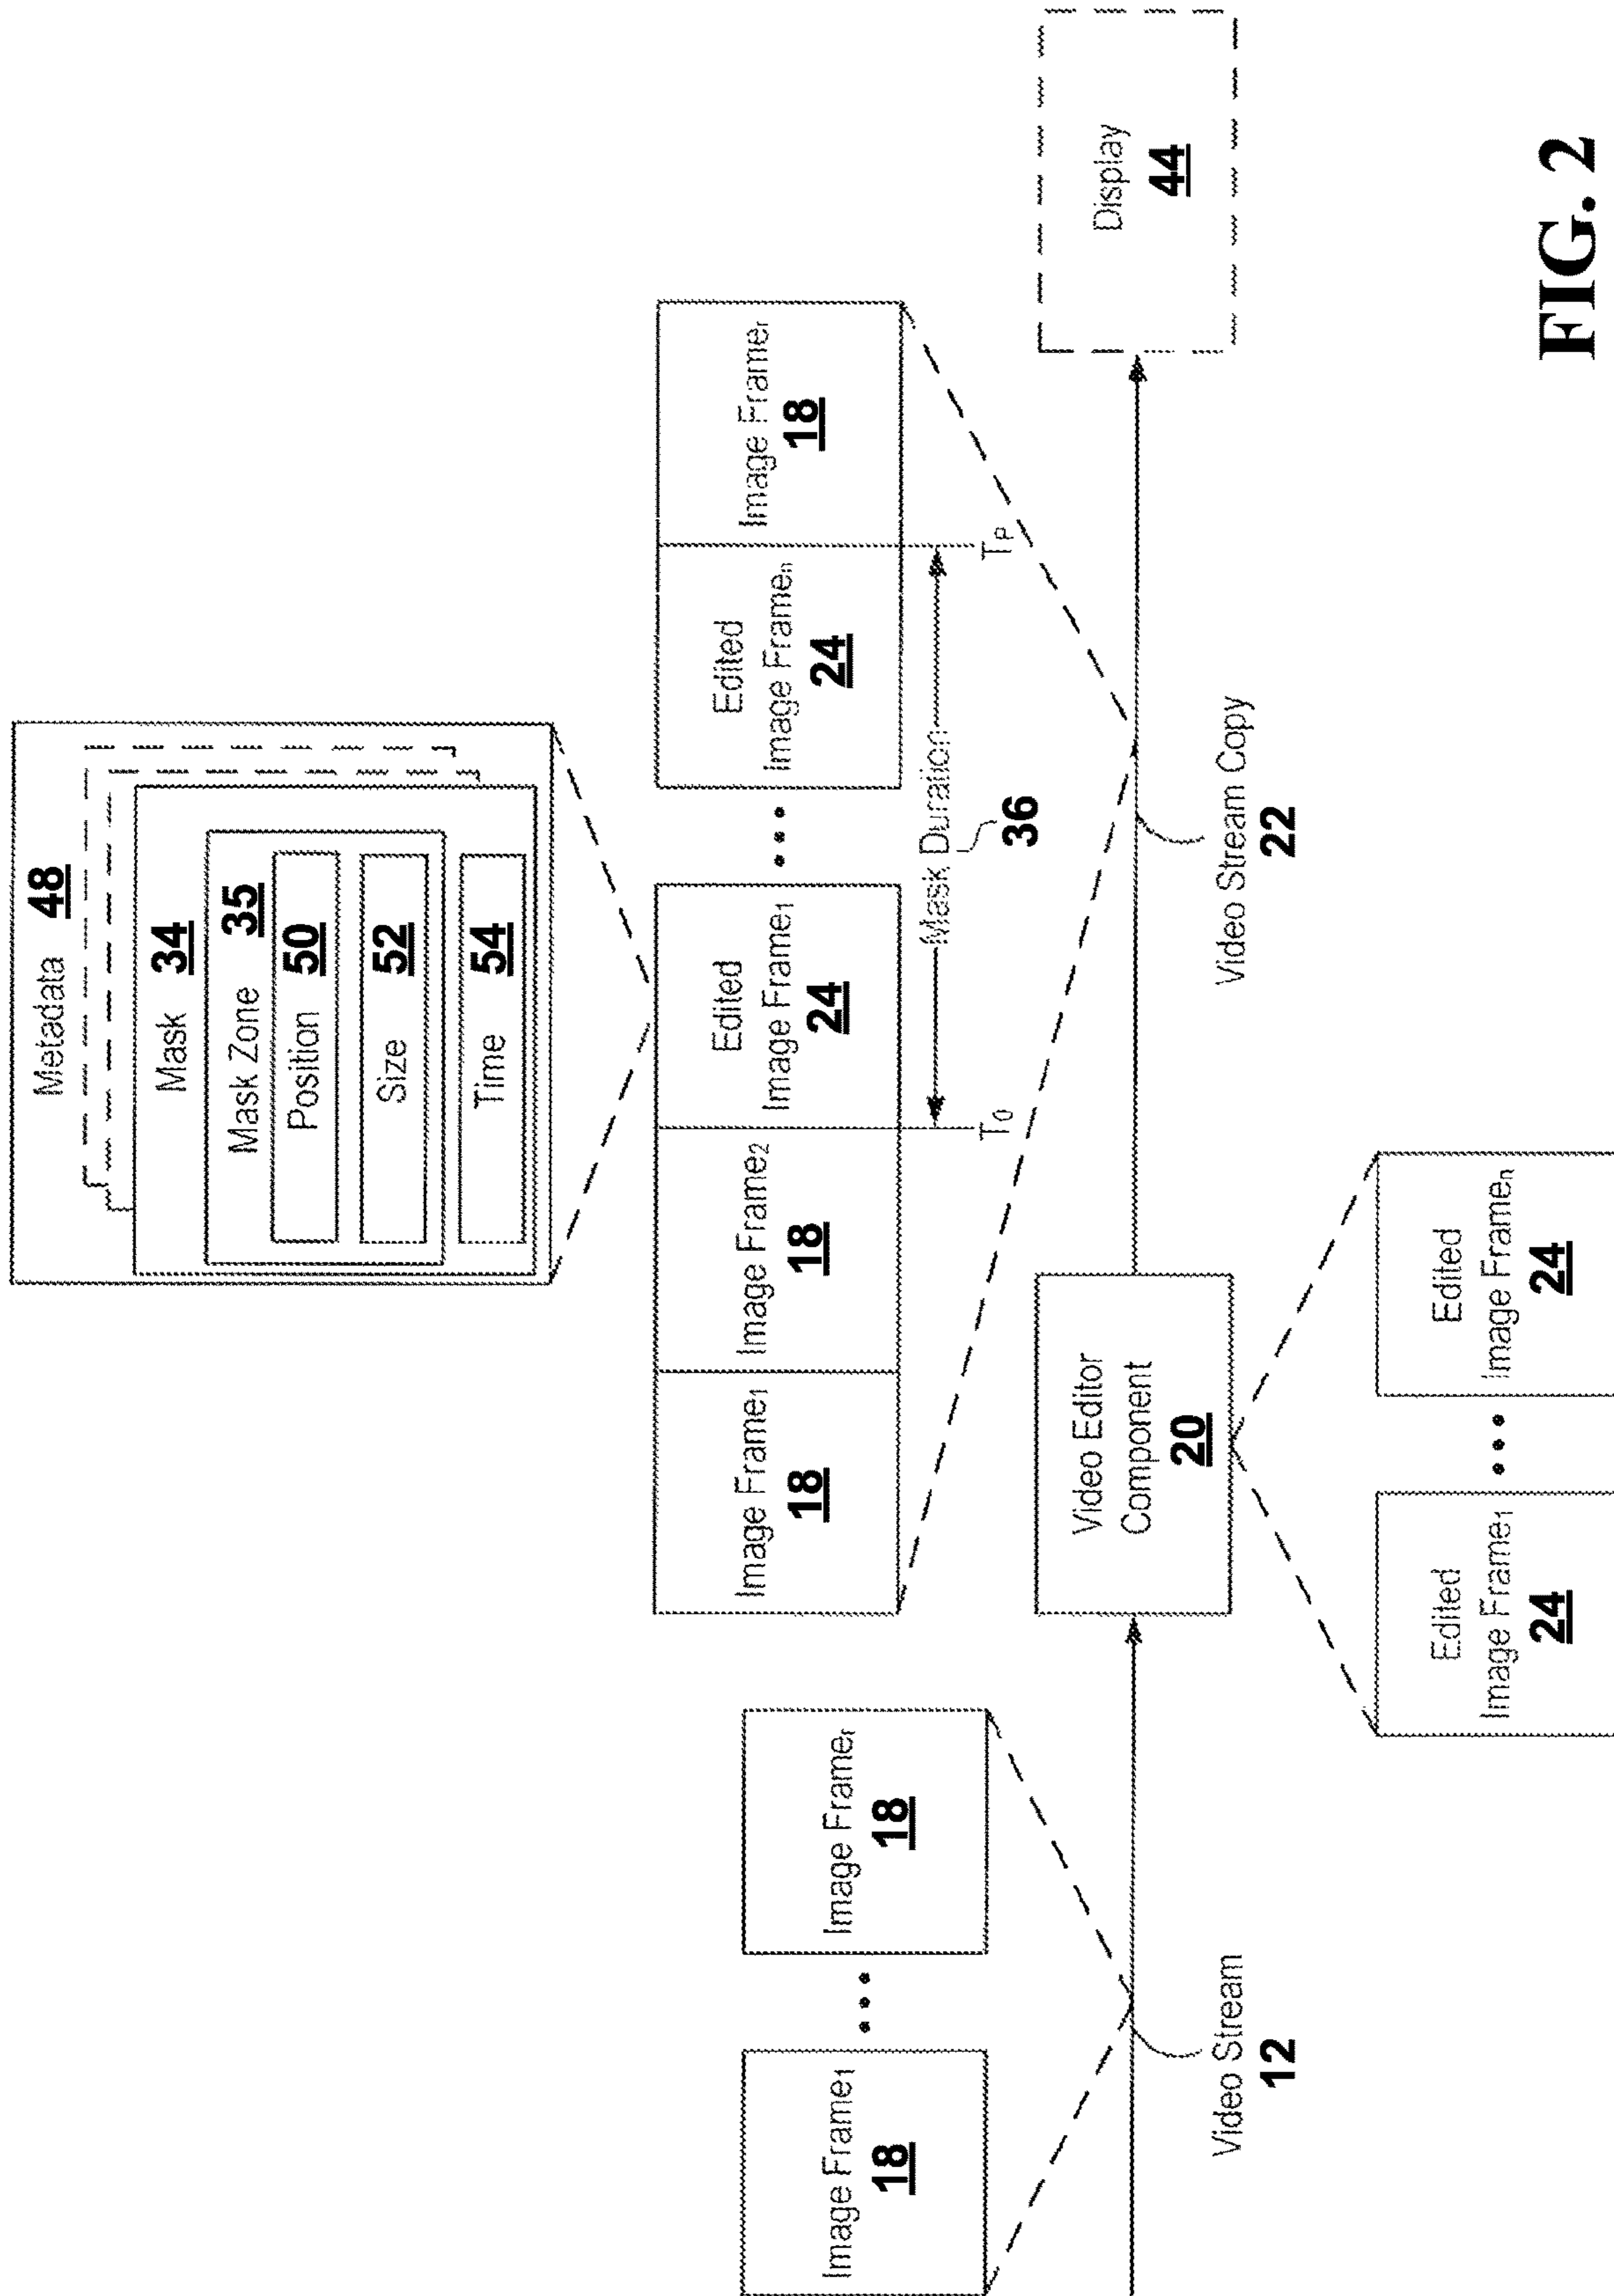 Metadata 48
Mask 34
Mask Zone 35
Position 50
Size 52
Time 54
Image Frame₁
18
Image Frame₂
18
Edited
Image Frame₁
24
...
Edited
Image Frameₙ
24
Image Frameᵣ
18
T₀
Mask Duration
36
Tₚ
Image Frame₁
18
...
Image Frameᵣ
18
Video Stream
12
Video Editor
Component
20
Video Stream Copy
22
Display
44
Edited
Image Frame₁
24
...
Edited
Image Frameₙ
24
FIG. 2